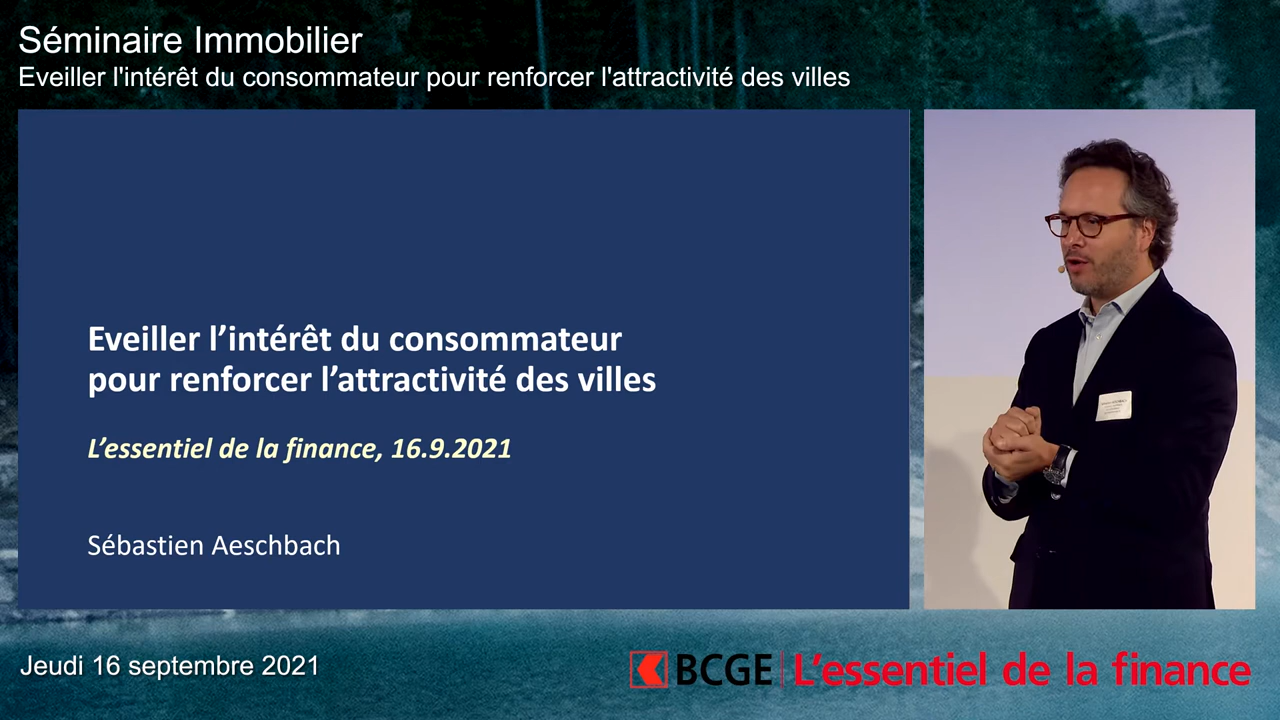 Séminaire Immobilier
Eveiller l'intérêt du consommateur pour renforcer l'attractivité des villes
Eveiller l’intérêt du consommateur
pour renforcer l’attractivité des villes
L’essentiel de la finance, 16.9.2021
Sébastien Aeschbach
Jeudi 16 septembre 2021
BCGE L’essentiel de la finance